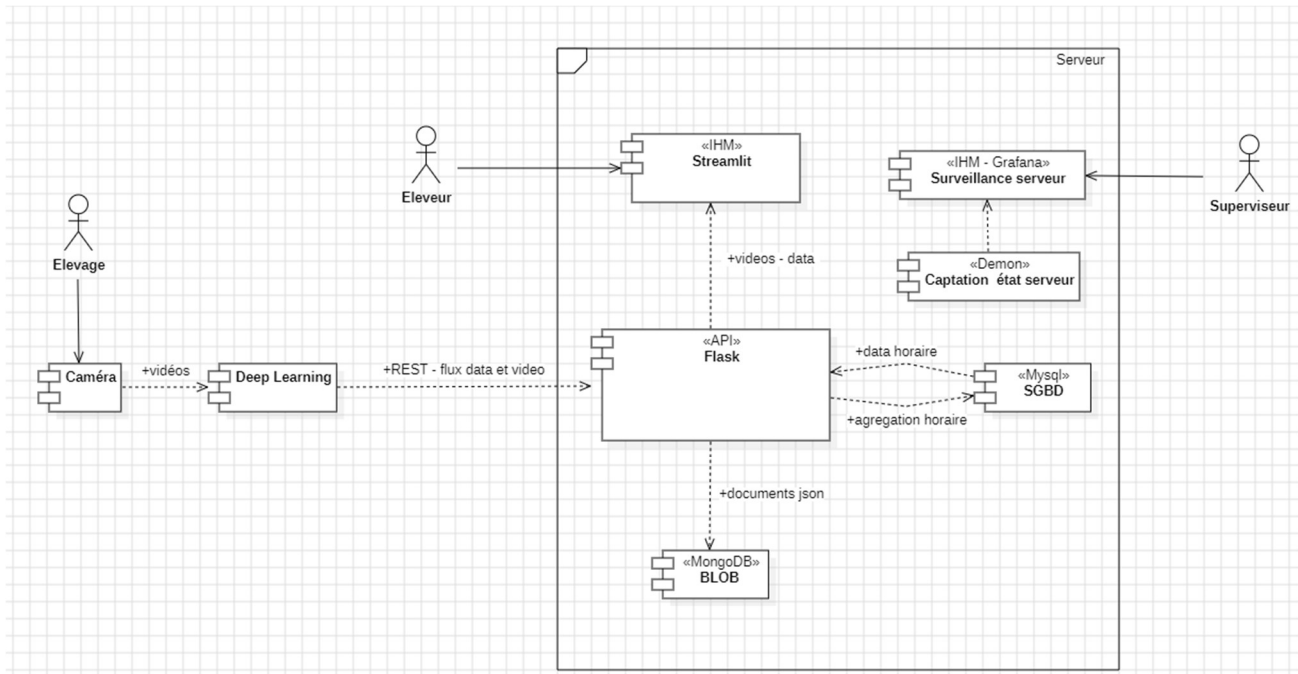 Serveur
«IHM»
Streamlit
«IHM - Grafana»
Surveillance serveur
Eleveur
Superviseur
Elevage
+videos - data
«Demon»
Captation état serveur
«API»
Flask
+data horaire
+vidéos
+REST - flux data et video
Caméra
Deep Learning
«Mysql»
SGBD
+agregation horaire
+documents json
«MongoDB»
BLOB